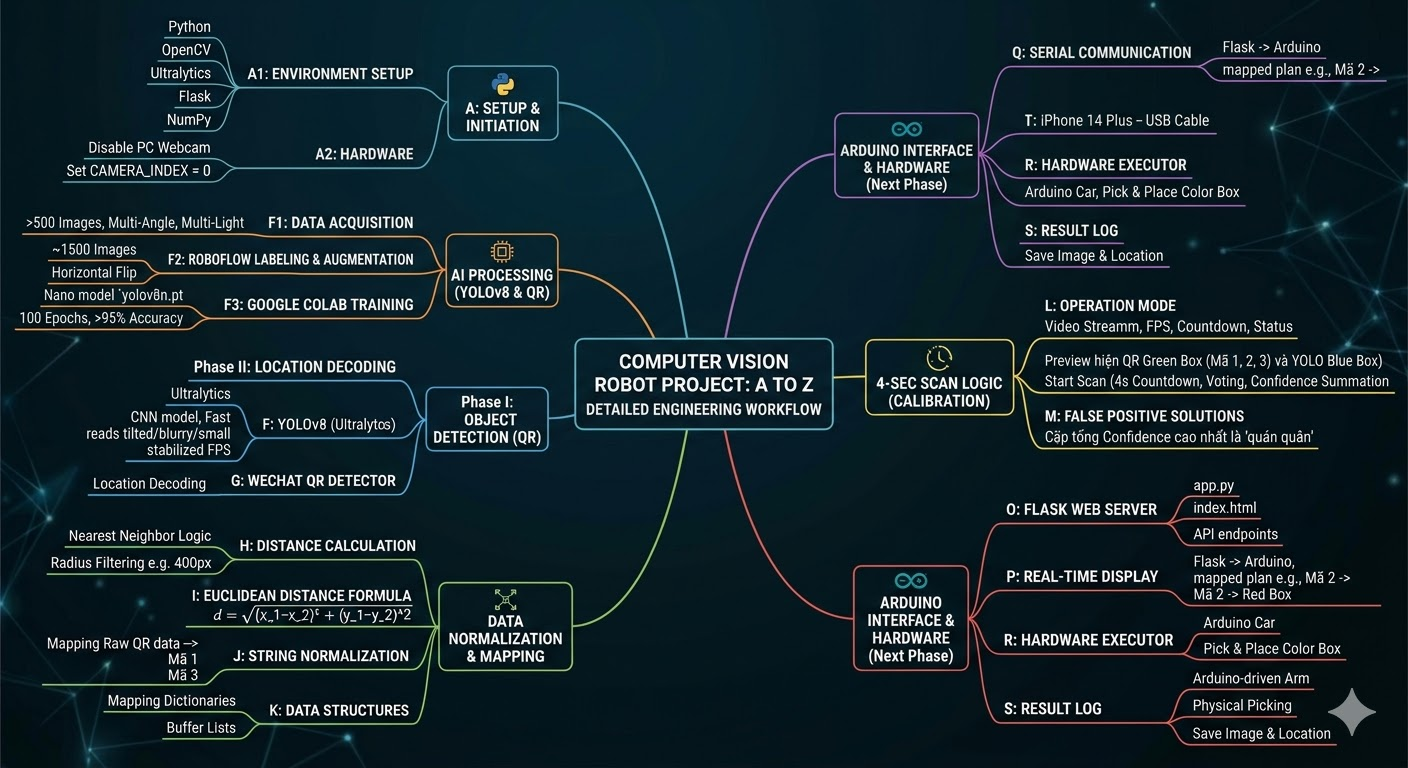 COMPUTER VISION
ROBOT PROJECT: A TO Z
DETAILED ENGINEERING WORKFLOW
A: SETUP &
INITIATION
A1: ENVIRONMENT SETUP
Python
OpenCV
Ultralytics
Flask
NumPy
A2: HARDWARE
Disable PC Webcam
Set CAMERA_INDEX = 0
AI PROCESSING
(YOLOv8 & QR)
F1: DATA ACQUISITION
>500 Images, Multi-Angle, Multi-Light
F2: ROBOFLOW LABELING & AUGMENTATION
~1500 Images
Horizontal Flip
F3: GOOGLE COLAB TRAINING
Nano model `yolov8n.pt
100 Epochs, >95% Accuracy
Phase I:
OBJECT
DETECTION (QR)
Phase II: LOCATION DECODING
F: YOLOv8 (Ultralytos)
Ultralytics
CNN model, Fast
reads tilted/blurry/small
stabilized FPS
G: WECHAT QR DETECTOR
Location Decoding
DATA
NORMALIZATION
& MAPPING
H: DISTANCE CALCULATION
Nearest Neighbor Logic
Radius Filtering e.g. 400px
I: EUCLIDEAN DISTANCE FORMULA
J: STRING NORMALIZATION
Mapping Raw QR data —>
Mã 1
Mã 3
K: DATA STRUCTURES
Mapping Dictionaries
Buffer Lists
ARDUINO INTERFACE
& HARDWARE
(Next Phase)
Q: SERIAL COMMUNICATION
Flask -> Arduino
mapped plan e.g., Mã 2 ->
T: iPhone 14 Plus – USB Cable
R: HARDWARE EXECUTOR
Arduino Car, Pick & Place Color Box
S: RESULT LOG
Save Image & Location
4-SEC SCAN LOGIC
(CALIBRATION)
L: OPERATION MODE
Video Streamm, FPS, Countdown, Status
Preview hiện QR Green Box (Mã 1, 2, 3) và YOLO Blue Box)
Start Scan (4s Countdown, Voting, Confidence Summation
M: FALSE POSITIVE SOLUTIONS
Cặp tổng Confidence cao nhất là 'quán quân'
ARDUINO
INTERFACE &
HARDWARE
(Next Phase)
O: FLASK WEB SERVER
app.py
index.html
API endpoints
P: REAL-TIME DISPLAY
Flask -> Arduino,
mapped plan e.g., Mã 2 ->
Mã 2 -> Red Box
R: HARDWARE EXECUTOR
Arduino Car
Pick & Place Color Box
S: RESULT LOG
Arduino-driven Arm
Physical Picking
Save Image & Location